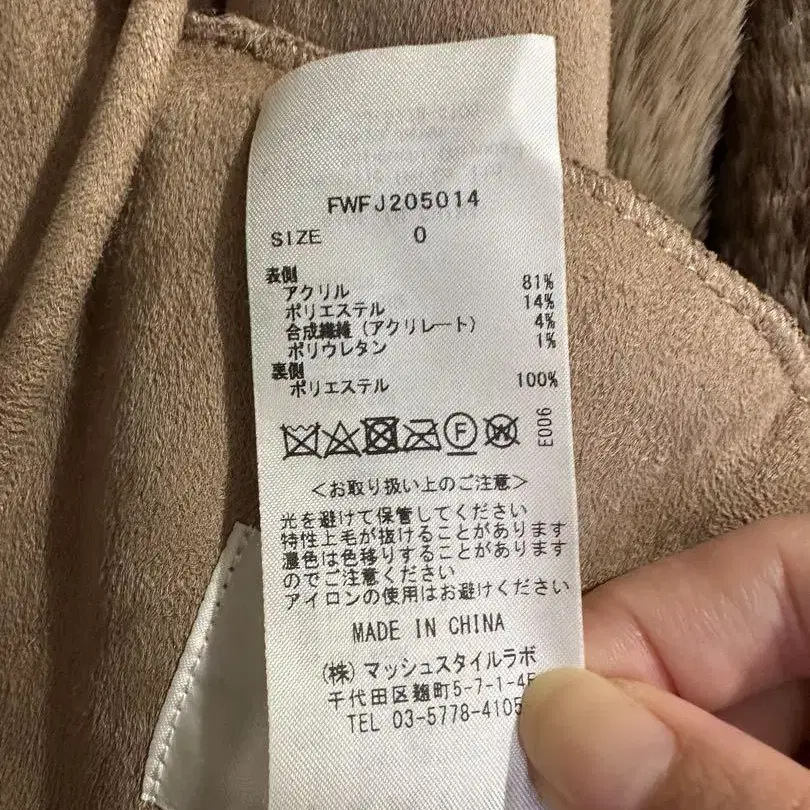 FWFJ205014
SIZE 0
表側
アクリル 81%
ポリエステル 14%
合成繊維(アクリレート) 4%
ポリウレタン 1%
裏側
ポリエステル 100%
F W
E006
<お取り扱い上のご注意>
光を避けて保管してください
特性上毛が抜けることがあります
濃色は色移りすることがあります
のでご注意ください
アイロンの使用はお避けください
MADE IN CHINA
(株)マッシュスタイルラボ
千代田区麹町5-7-1-4F
TEL 03-5778-4105